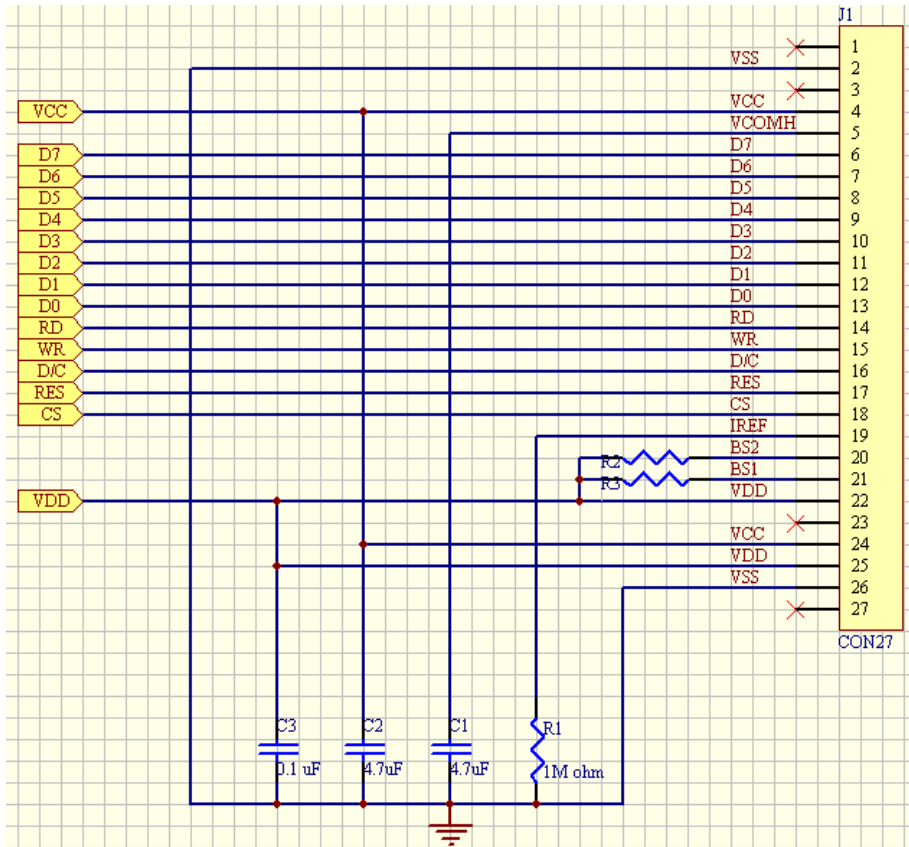 J1
1
VSS 2
3
VCC VCC 4
VCOMH 5
D7 D7 6
D6 D6 7
D5 D5 8
D4 D4 9
D3 D3 10
D2 D2 11
D1 D1 12
D0 D0 13
RD RD 14
WR WR 15
D/C D/C 16
RES RES 17
CS CS 18
IREF 19
R2 BS2 20
R3 BS1 21
VDD VDD 22
23
VCC 24
VDD 25
VSS 26
27
CON27
C3 C2 C1 R1
0.1 uF 4.7uF 4.7uF 1M ohm